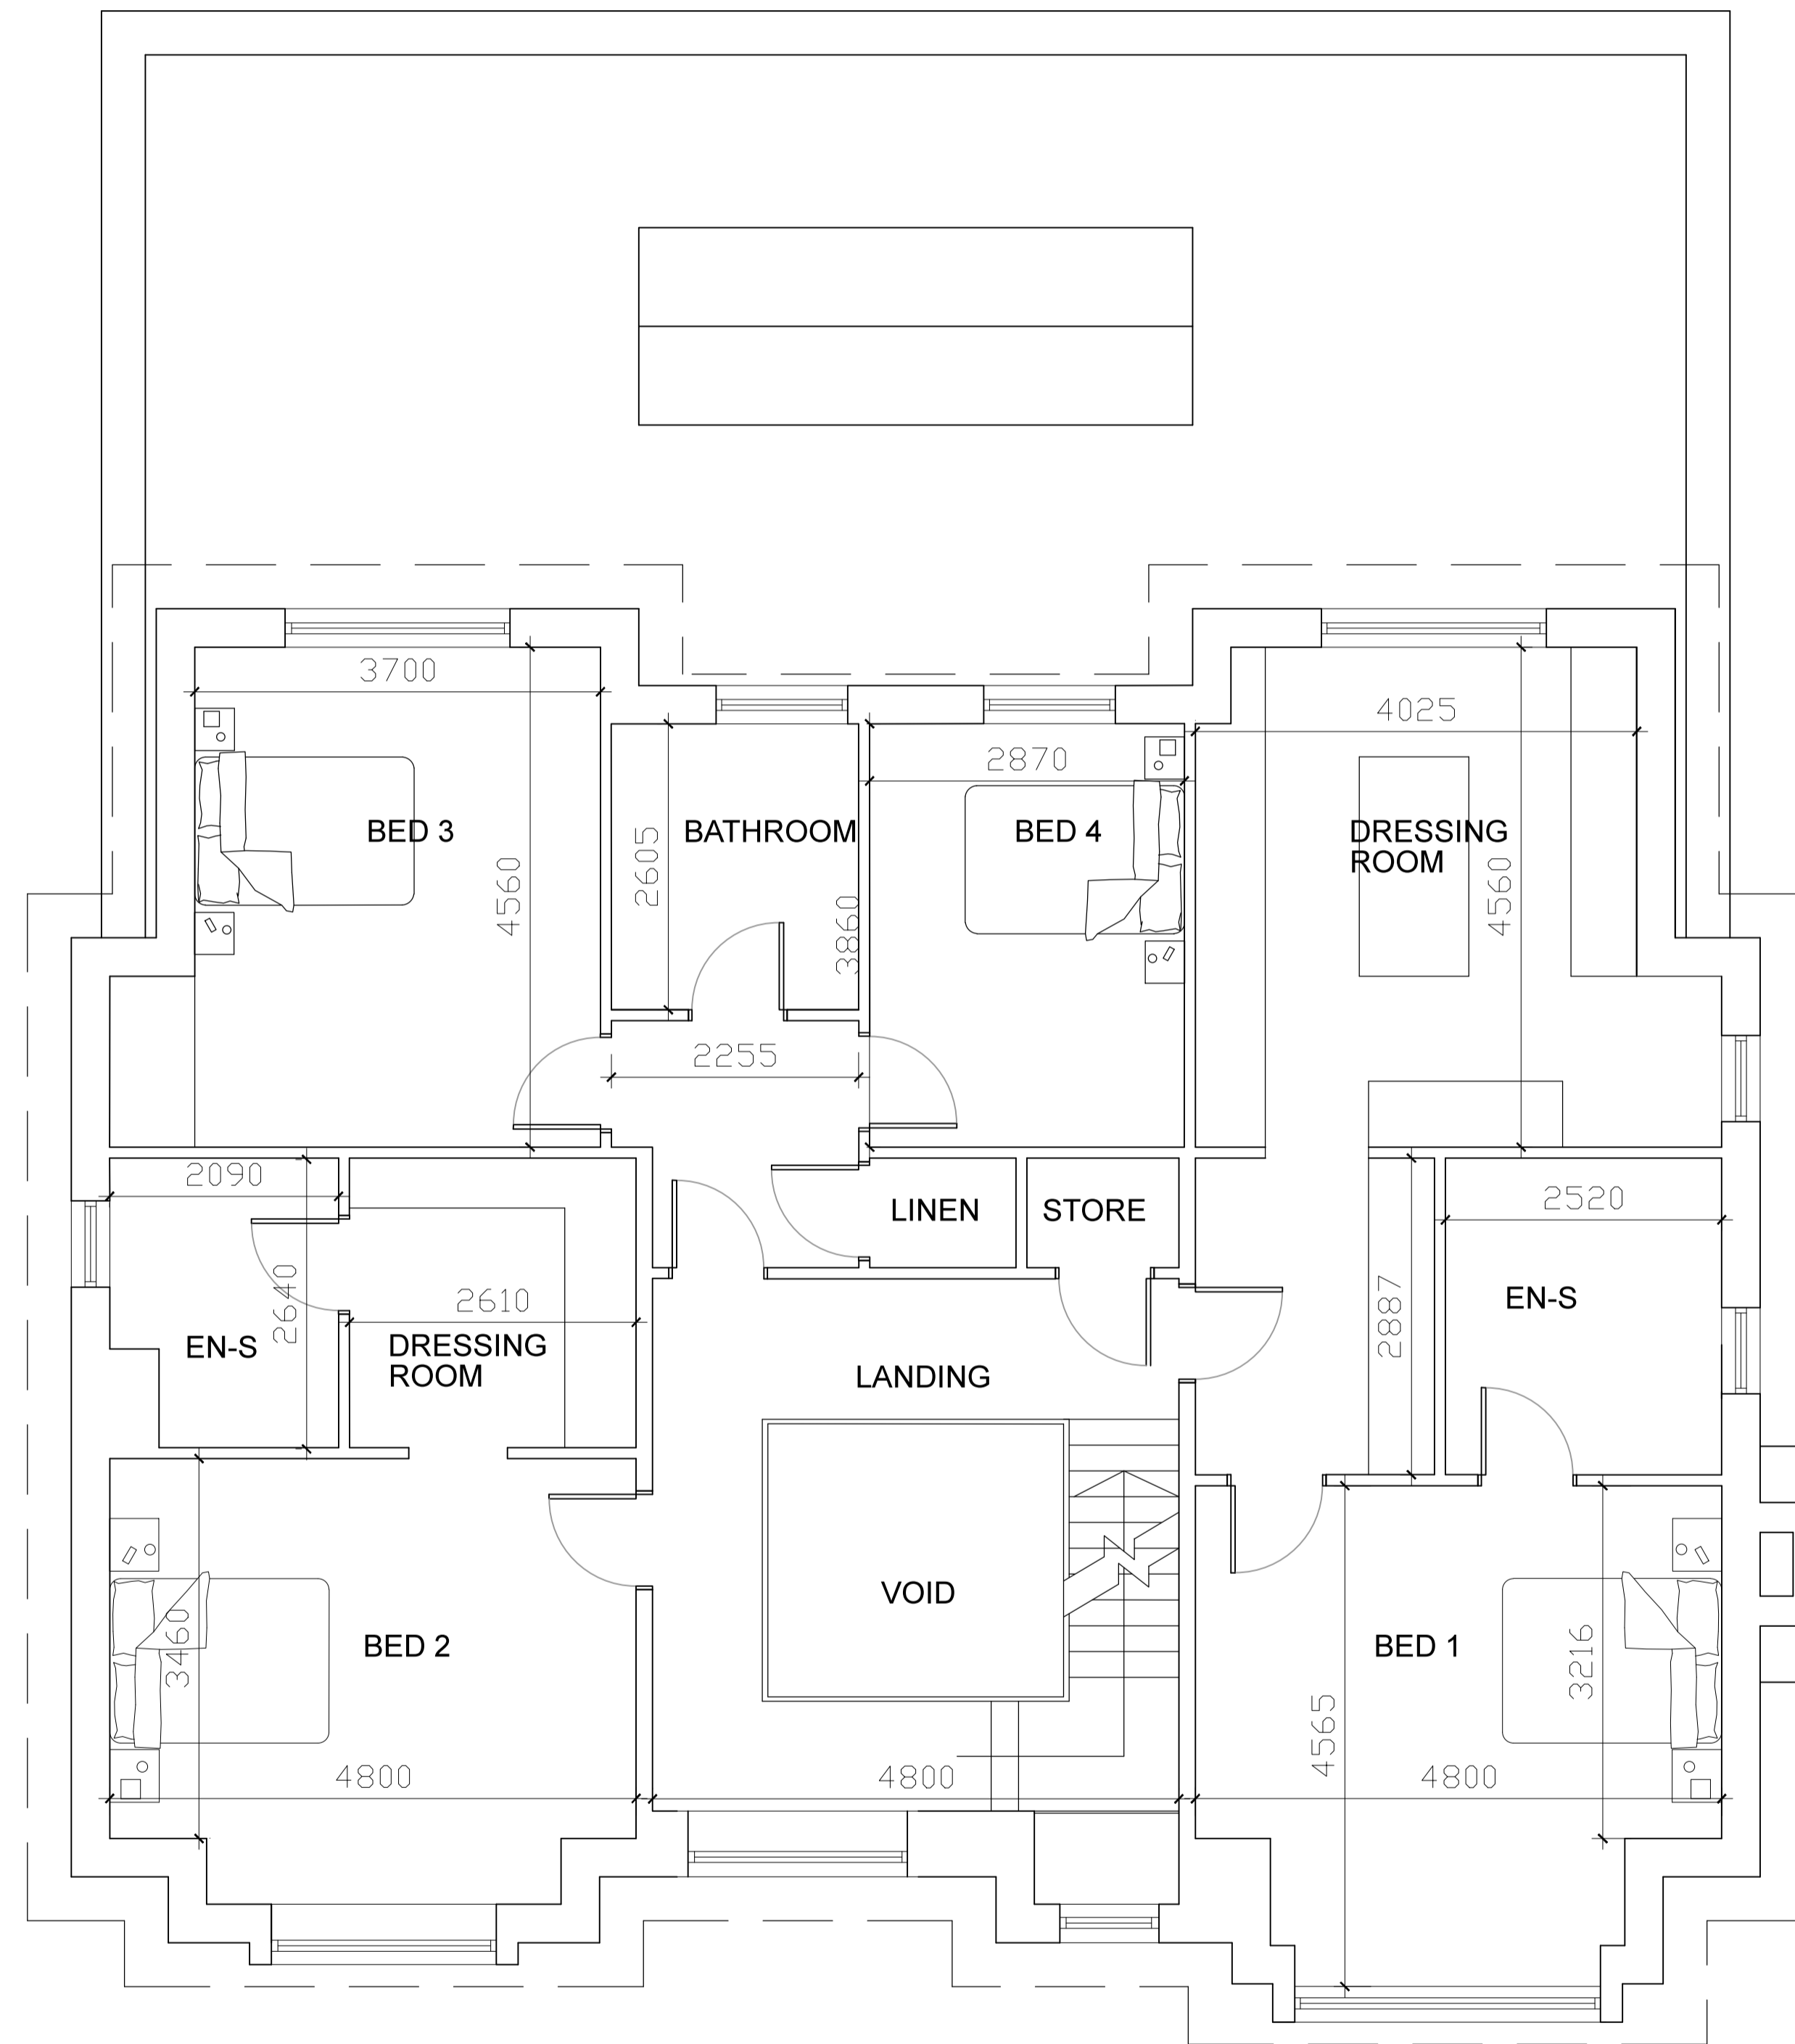 3700
4025
2870
BED 3
BATHROOM
BED 4
DRESSING
ROOM
2605
4560
3860
4560
2255
2090
2520
LINEN
STORE
2640
2610
2887
EN-S
EN-S
DRESSING
ROOM
LANDING
VOID
BED 2
BED 1
3460
3216
4565
4800
4800
4800